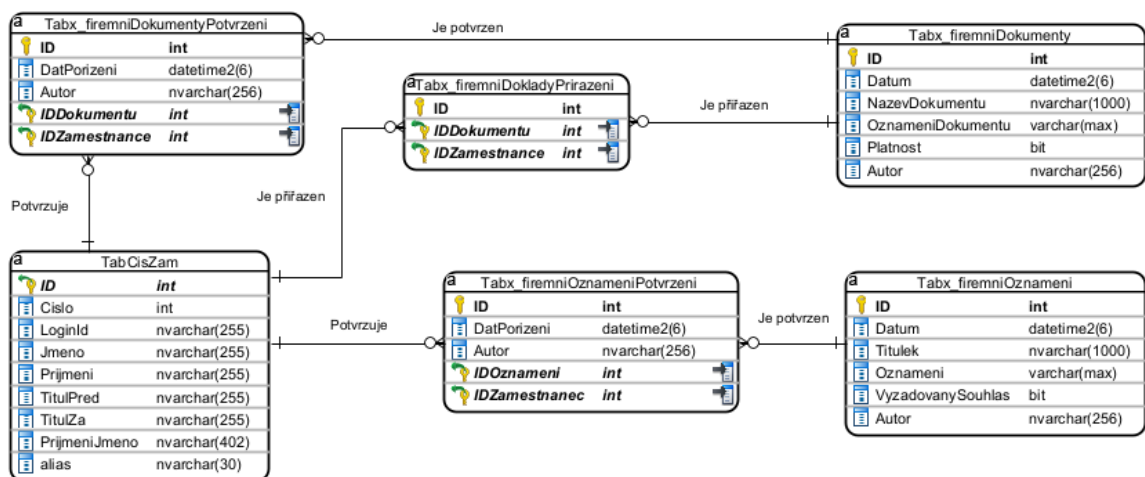 a Tabx_firemniDokumentyPotvrzeni
ID int
DatPorizeni datetime2(6)
Autor nvarchar(256)
IDDokumentu int
IDZamestnance int
Je potvrzen
a Tabx_firemniDokumenty
ID int
Datum datetime2(6)
NazevDokumentu nvarchar(1000)
OznameniDokumentu varchar(max)
Platnost bit
Autor nvarchar(256)
a Tabx_firemniDokladyPrirazeni
ID int
IDDokumentu int
IDZamestnance int
Je přiřazen
Je přiřazen
Potvrzuje
a TabCisZam
ID int
Cislo int
LoginId nvarchar(255)
Jmeno nvarchar(255)
Prijmeni nvarchar(255)
TitulPred nvarchar(255)
TitulZa nvarchar(255)
PrijmeniJmeno nvarchar(402)
alias nvarchar(30)
Potvrzuje
a Tabx_firemniOznameniPotvrzeni
ID int
DatPorizeni datetime2(6)
Autor nvarchar(256)
IDOznameni int
IDZamestnanec int
Je potvrzen
a Tabx_firemniOznameni
ID int
Datum datetime2(6)
Titulek nvarchar(1000)
Oznameni varchar(max)
VyzadovanySouhlas bit
Autor nvarchar(256)